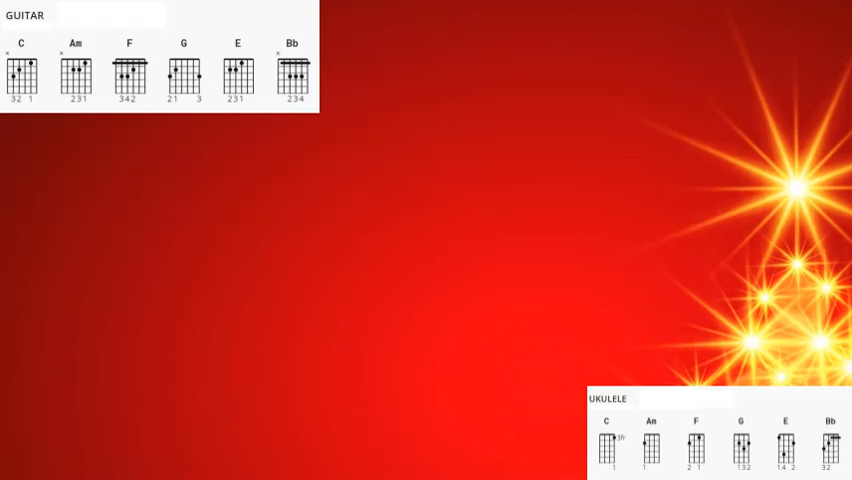 GUITAR
C Am F G E Bb
× × ×
32 1 231 342 21 3 231 234
UKULELE
C Am F G E Bb
3fr
1 1 2 1 132 14 2 32